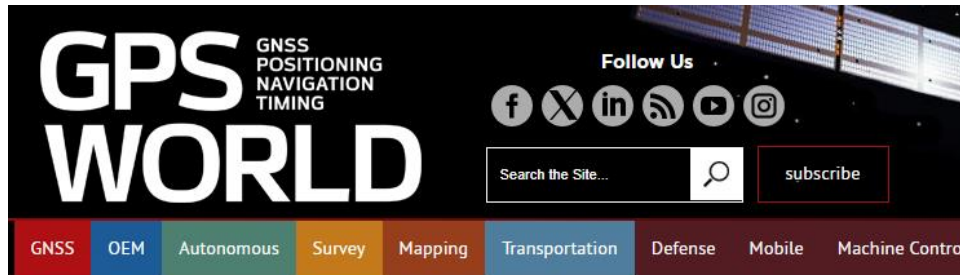 GPS
WORLD
GNSS
POSITIONING
NAVIGATION
TIMING
Follow Us
f X in
Search the Site...
subscribe
GNSS OEM Autonomous Survey Mapping Transportation Defense Mobile Machine Contro